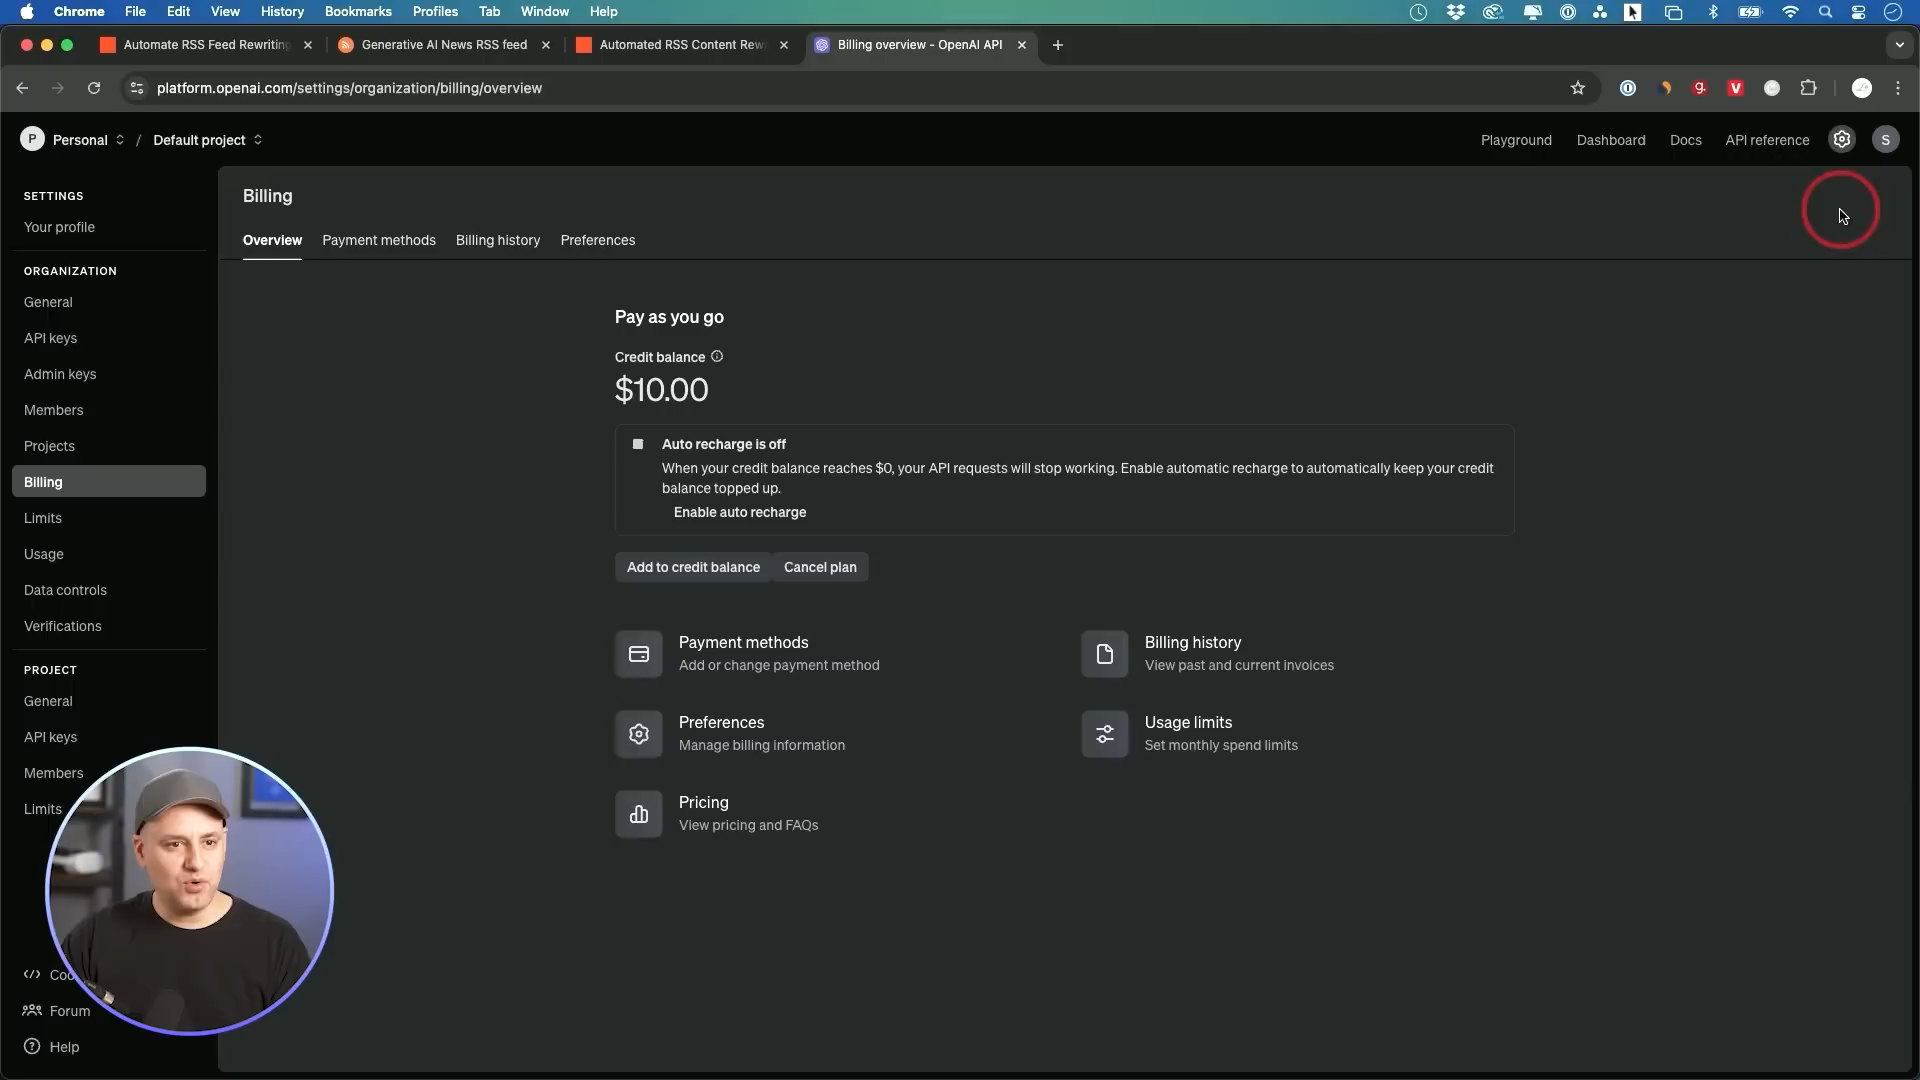 Chrome File Edit View History Bookmarks Profiles Tab Window Help
Automate RSS Feed Rewriting
Generative AI News RSS feed
Automated RSS Content Rew
Billing overview - OpenAI API
platform.openai.com/settings/organization/billing/overview
P Personal / Default project
Playground Dashboard Docs API reference S
SETTINGS
Your profile
ORGANIZATION
General
API keys
Admin keys
Members
Projects
Billing
Limits
Usage
Data controls
Verifications
PROJECT
General
API keys
Members
Limits
Forum
Help
Billing
Overview Payment methods Billing history Preferences
Pay as you go
Credit balance
$10.00
Auto recharge is off
When your credit balance reaches $0, your API requests will stop working. Enable automatic recharge to automatically keep your credit
balance topped up.
Enable auto recharge
Add to credit balance Cancel plan
Payment methods
Add or change payment method
Billing history
View past and current invoices
Preferences
Manage billing information
Usage limits
Set monthly spend limits
Pricing
View pricing and FAQs